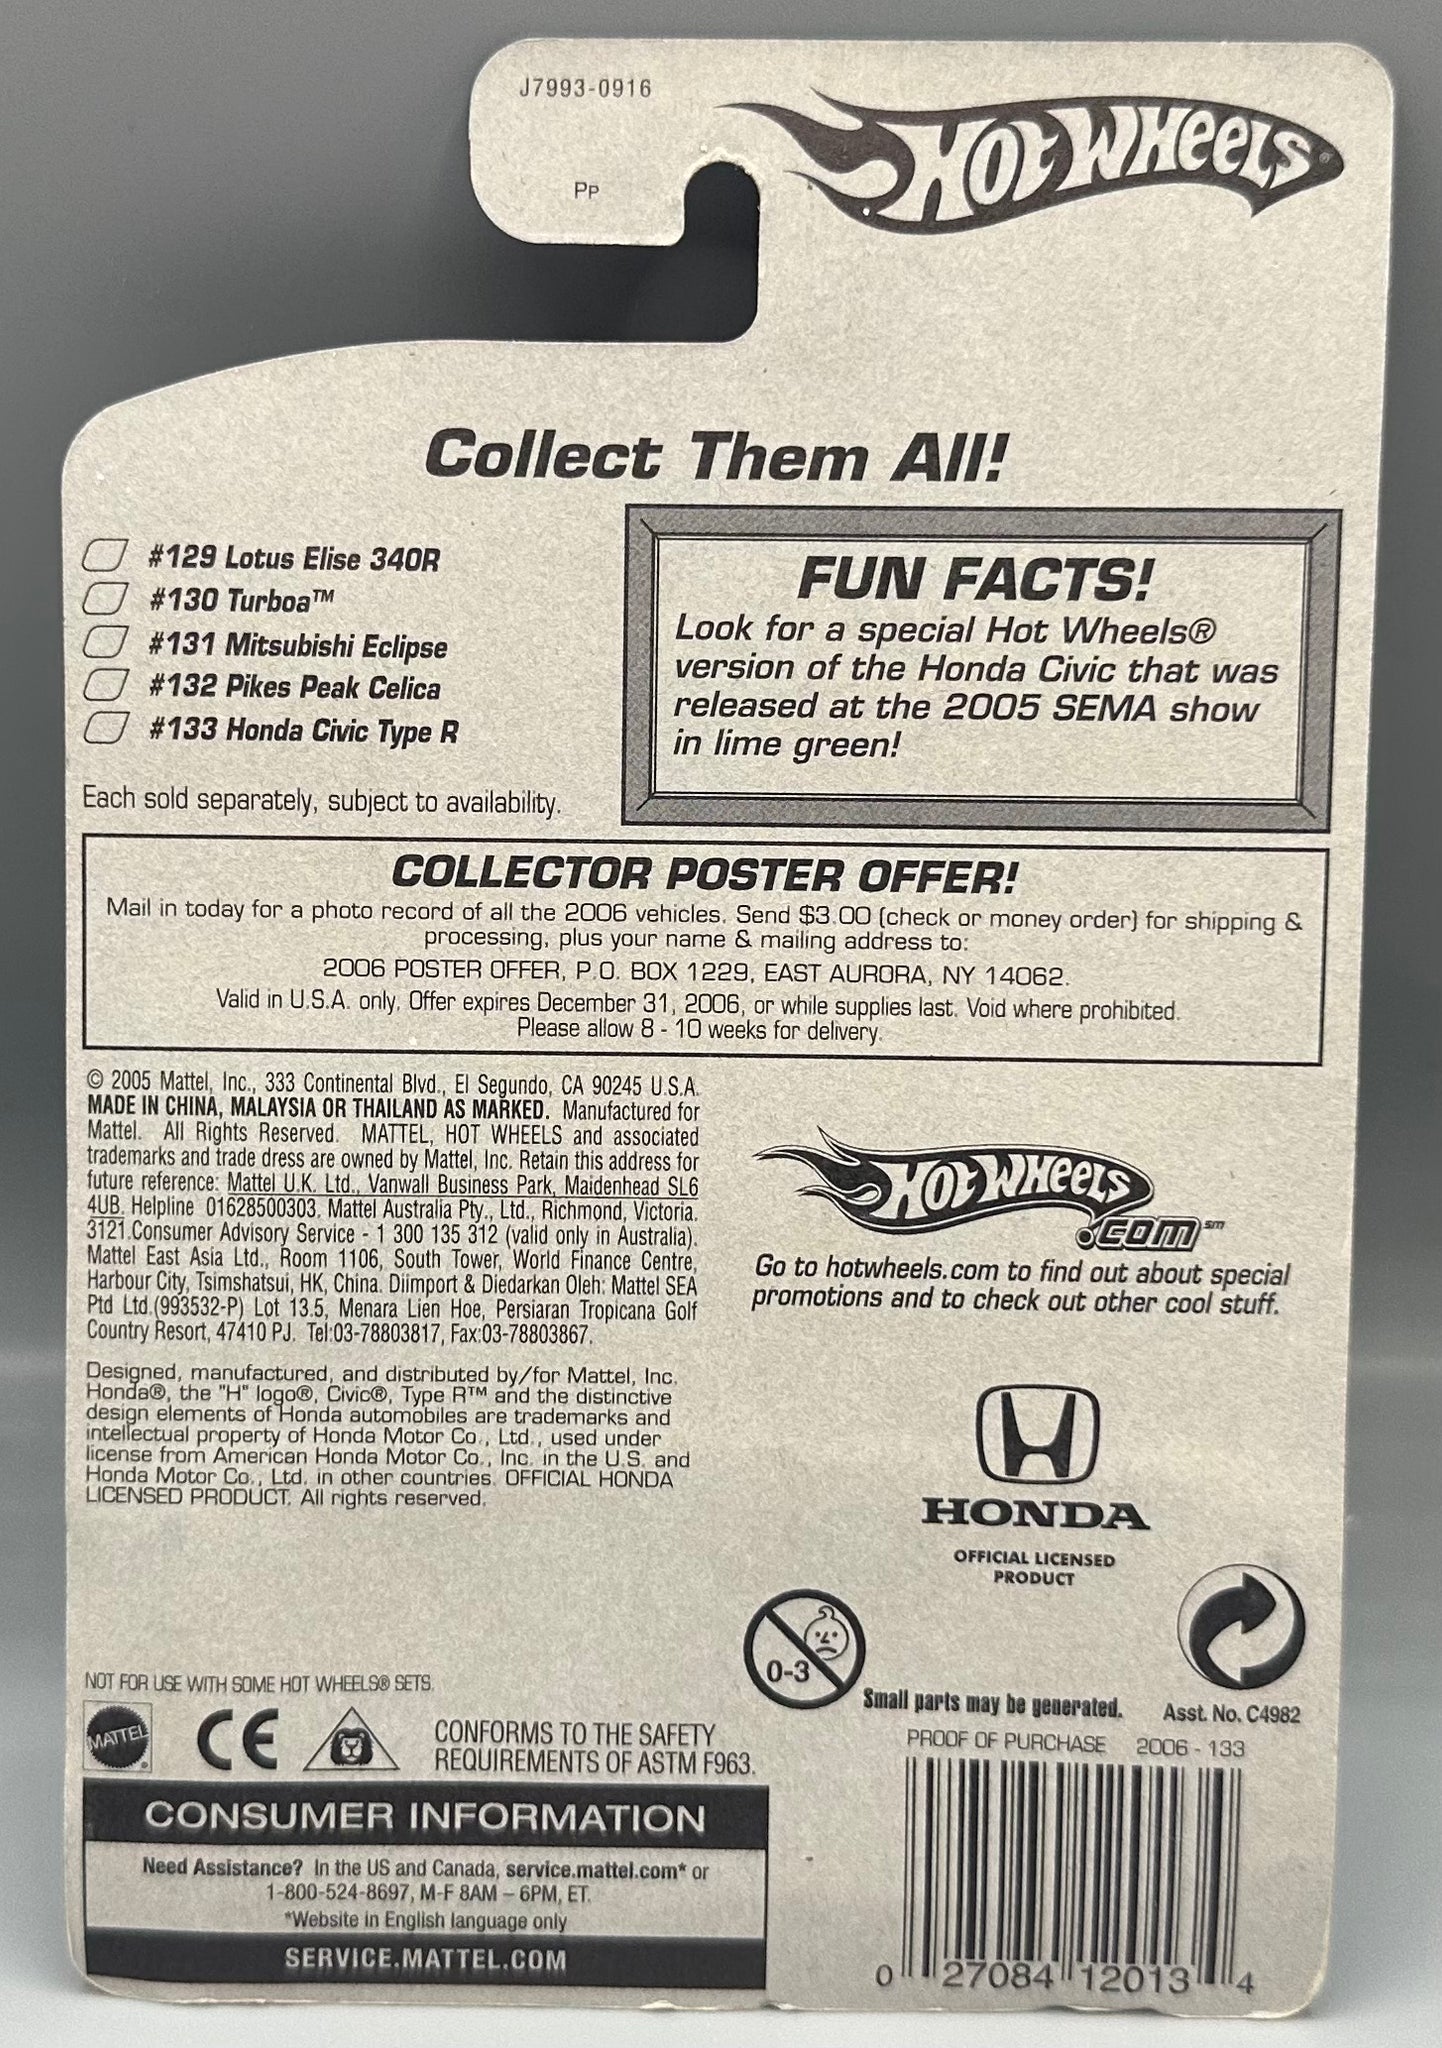 J7993-0916
Pp
HOT WHEELS®
Collect Them All!
#129 Lotus Elise 340R
#130 Turboa™
#131 Mitsubishi Eclipse
#132 Pikes Peak Celica
#133 Honda Civic Type R
Each sold separately, subject to availability.
FUN FACTS!
Look for a special Hot Wheels®
version of the Honda Civic that was
released at the 2005 SEMA show
in lime green!
COLLECTOR POSTER OFFER!
Mail in today for a photo record of all the 2006 vehicles. Send $3.00 (check or money order) for shipping &
processing, plus your name & mailing address to:
2006 POSTER OFFER, P.O. BOX 1229, EAST AURORA, NY 14062.
Valid in U.S.A. only. Offer expires December 31, 2006, or while supplies last. Void where prohibited.
Please allow 8 - 10 weeks for delivery.
© 2005 Mattel, Inc., 333 Continental Blvd., El Segundo, CA 90245 U.S.A.
MADE IN CHINA, MALAYSIA OR THAILAND AS MARKED. Manufactured for
Mattel. All Rights Reserved. MATTEL, HOT WHEELS and associated
trademarks and trade dress are owned by Mattel, Inc. Retain this address for
future reference: Mattel U.K. Ltd., Vanwall Business Park, Maidenhead SL6
4UB. Helpline 01628500303. Mattel Australia Pty., Ltd., Richmond, Victoria.
3121.Consumer Advisory Service - 1 300 135 312 (valid only in Australia).
Mattel East Asia Ltd., Room 1106, South Tower, World Finance Centre,
Harbour City, Tsimshatsui, HK, China. Diimport & Diedarkan Oleh: Mattel SEA
Ptd Ltd.(993532-P) Lot 13.5, Menara Lien Hoe, Persiaran Tropicana Golf
Country Resort, 47410 PJ. Tel:03-78803817, Fax:03-78803867.
HOT WHEELS
.COM℠
Go to hotwheels.com to find out about special
promotions and to check out other cool stuff.
Designed, manufactured, and distributed by/for Mattel, Inc.
Honda®, the "H" logo®, Civic®, Type R™ and the distinctive
design elements of Honda automobiles are trademarks and
intellectual property of Honda Motor Co., Ltd., used under
license from American Honda Motor Co., Inc. in the U.S. and
Honda Motor Co., Ltd. in other countries. OFFICIAL HONDA
LICENSED PRODUCT. All rights reserved.
HONDA
OFFICIAL LICENSED
PRODUCT
0-3
Small parts may be generated.
Asst. No. C4982
NOT FOR USE WITH SOME HOT WHEELS® SETS.
MATTEL®
CE
CONFORMS TO THE SAFETY
REQUIREMENTS OF ASTM F963.
PROOF OF PURCHASE 2006 - 133
CONSUMER INFORMATION
Need Assistance? In the US and Canada, service.mattel.com* or
1-800-524-8697, M-F 8AM – 6PM, ET.
*Website in English language only
SERVICE.MATTEL.COM
0 27084 12013 4